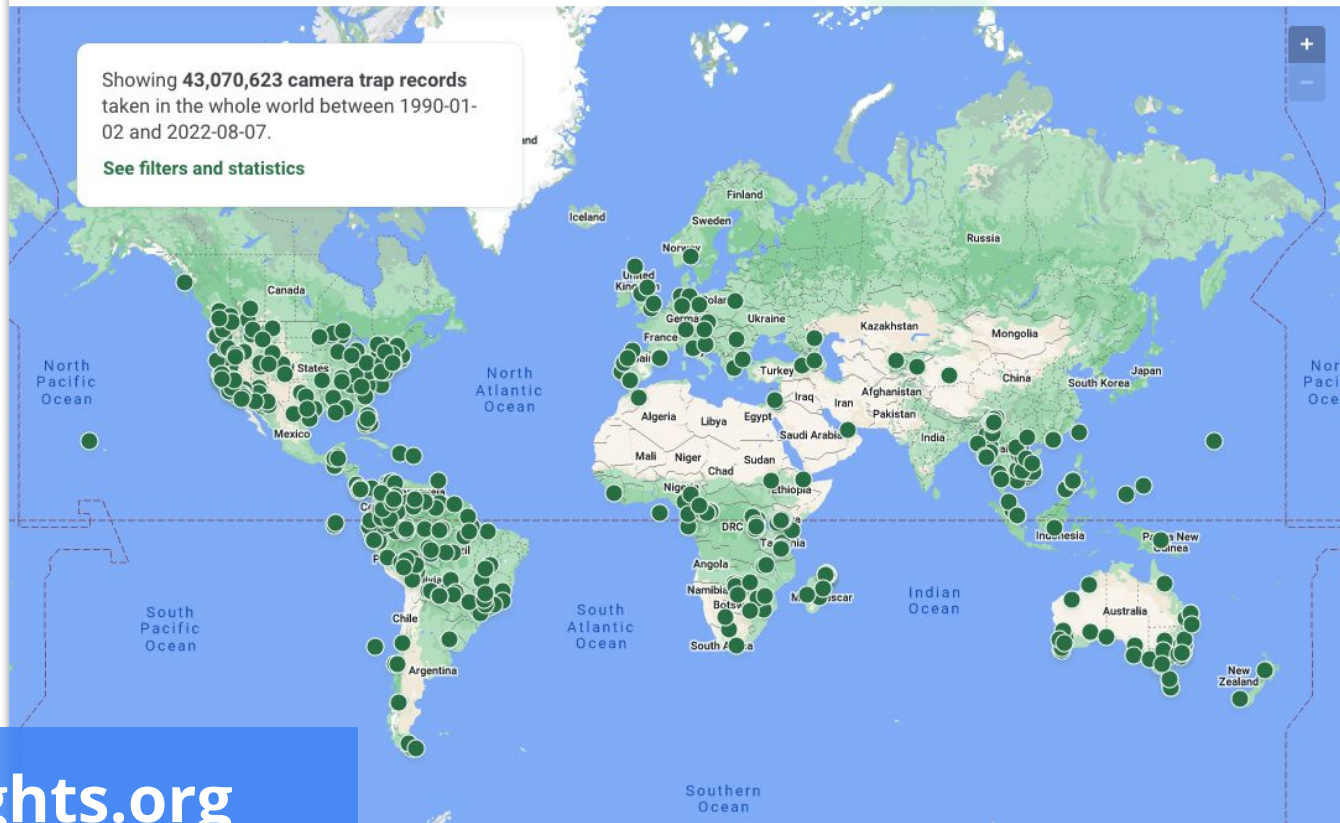 Showing 43,070,623 camera trap records
taken in the whole world between 1990-01-
02 and 2022-08-07.
See filters and statistics
+
−
Iceland
Finland
Sweden
Norway
Russia
United
Kingdom
Canada
Ukraine
France
Kazakhstan
Mongolia
States
Turkey
China
Japan
South Korea
North
Pacific
Ocean
North
Atlantic
Ocean
Afghanistan
Iraq
Iran
Pakistan
Algeria
Libya
Egypt
Saudi Arabia
India
Mexico
Mali
Niger
Chad
Sudan
Ethiopia
DRC
Indonesia
Angola
Namibia
South
Pacific
Ocean
South
Atlantic
Ocean
Indian
Ocean
Australia
Chile
Argentina
New
Zealand
Southern
Ocean
ghts.org